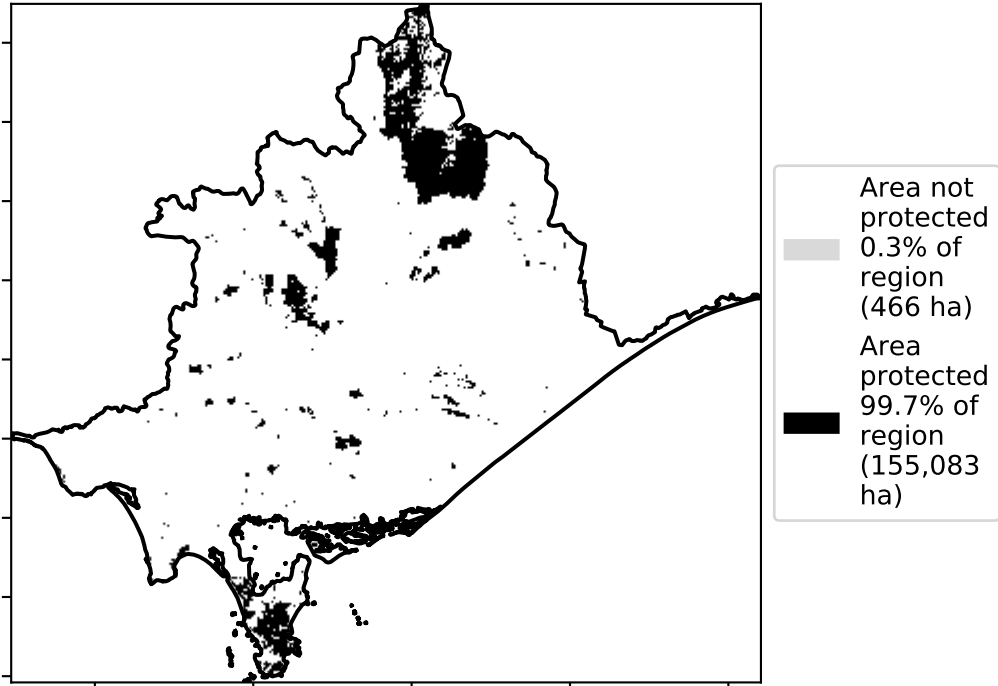 Area not
protected
0.3% of
region
(466 ha)
Area
protected
99.7% of
region
(155,083
ha)